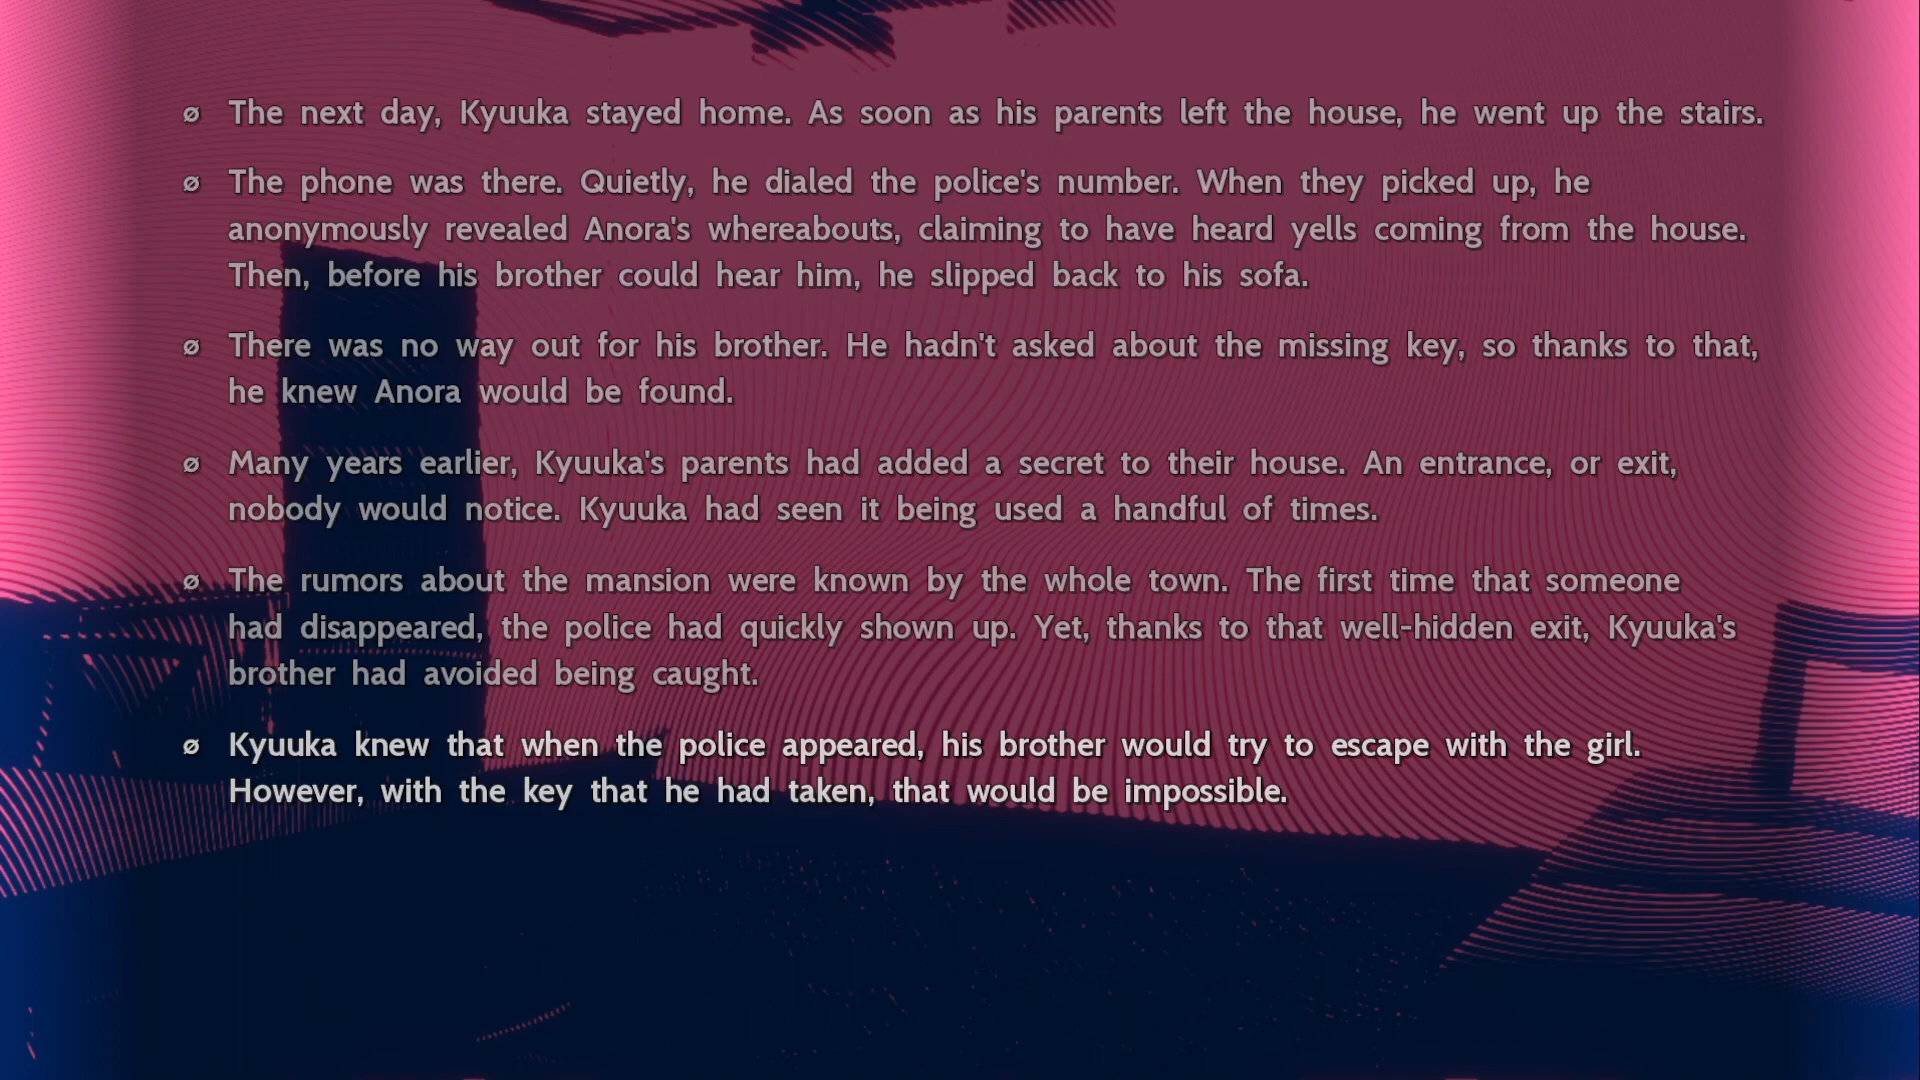 ø The next day, Kyuuka stayed home. As soon as his parents left the house, he went up the stairs.
ø The phone was there. Quietly, he dialed the police's number. When they picked up, he
anonymously revealed Anora's whereabouts, claiming to have heard yells coming from the house.
Then, before his brother could hear him, he slipped back to his sofa.
ø There was no way out for his brother. He hadn't asked about the missing key, so thanks to that,
he knew Anora would be found.
ø Many years earlier, Kyuuka's parents had added a secret to their house. An entrance, or exit,
nobody would notice. Kyuuka had seen it being used a handful of times.
ø The rumors about the mansion were known by the whole town. The first time that someone
had disappeared, the police had quickly shown up. Yet, thanks to that well-hidden exit, Kyuuka's
brother had avoided being caught.
ø Kyuuka knew that when the police appeared, his brother would try to escape with the girl.
However, with the key that he had taken, that would be impossible.